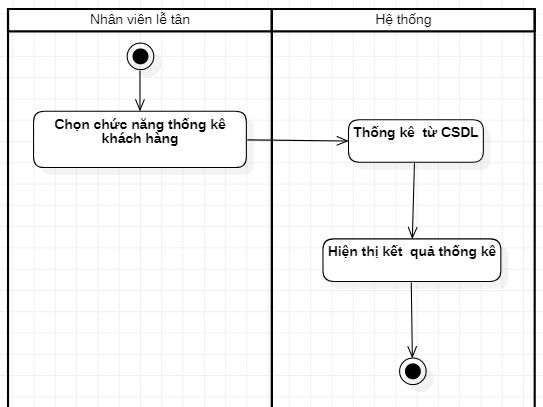 Nhân viên lễ tân
Hệ thống
Chọn chức năng thống kê
khách hàng
Thống kê từ CSDL
Hiện thị kết quả thống kê